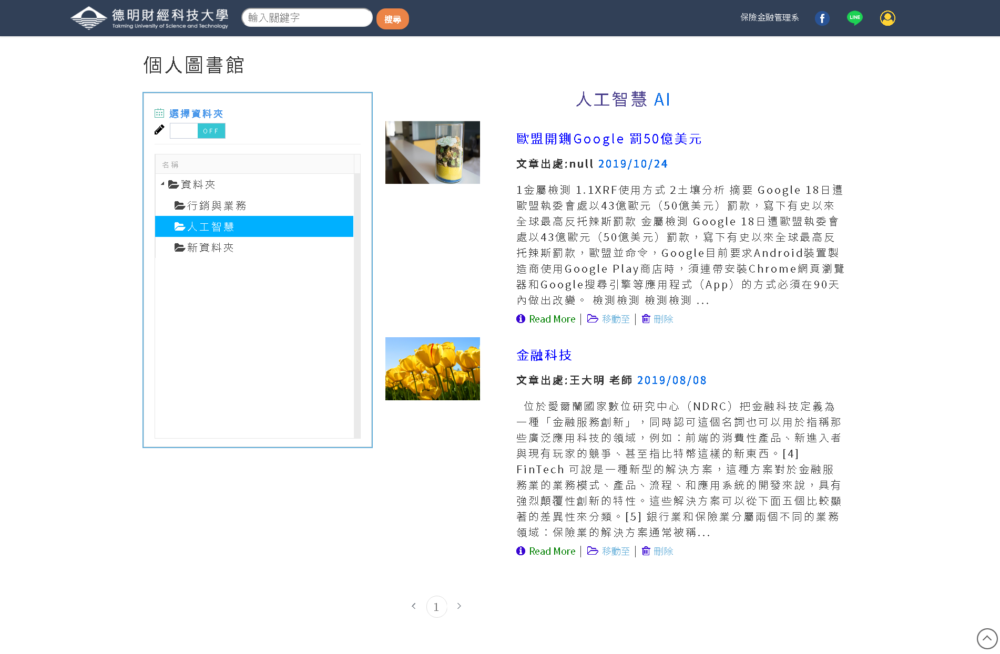 德明財經科技大學
Takming University of Science and Technology
輸入關鍵字
搜尋
保險金融管理系
LINE
個人圖書館
選擇資料夾
OFF
名稱
資料夾
行銷與業務
人工智慧
新資料夾
人工智慧 AI
歐盟開鍘Google 罰50億美元
文章出處:null 2019/10/24
1金屬檢測 1.1XRF使用方式 2土壤分析 摘要 Google 18日遭
歐盟執委會處以43億歐元（50億美元）罰款，寫下有史以來
全球最高反托辣斯罰款 金屬檢測 Google 18日遭歐盟執委會
處以43億歐元（50億美元）罰款，寫下有史以來全球最高反
托辣斯罰款，歐盟並命令，Google目前要求Android裝置製
造商使用Google Play商店時，須連帶安裝Chrome網頁瀏覽
器和Google搜尋引擎等應用程式（App）的方式必須在90天
內做出改變。 檢測檢測 檢測檢測 ...
Read More │ 移動至 │ 刪除
金融科技
文章出處:王大明 老師 2019/08/08
位於愛爾蘭國家數位研究中心（NDRC）把金融科技定義為
一種「金融服務創新」，同時認可這個名詞也可以用於指稱那
些廣泛應用科技的領域，例如：前端的消費性產品、新進入者
與現有玩家的競爭、甚至指比特幣這樣的新東西。[4]
FinTech 可說是一種新型的解決方案，這種方案對於金融服
務業的業務模式、產品、流程、和應用系統的開發來說，具有
強烈顛覆性創新的特性。這些解決方案可以從下面五個比較顯
著的差異性來分類。[5] 銀行業和保險業分屬兩個不同的業務
領域：保險業的解決方案通常被稱...
Read More │ 移動至 │ 刪除
1